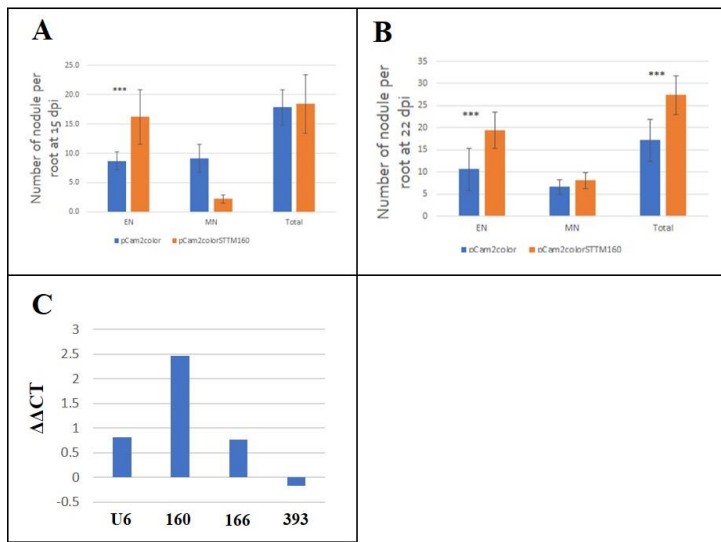 A
Number of nodule per
root at 15 dpi
25.0
20.0
15.0
10.0
5.0
0.0
***
EN
MN
Total
pCam2color
pCam2colorSTTM160
B
Number of nodule per
root at 22 dpi
35
30
25
20
15
10
5
0
***
***
EN
MN
Total
pCam2color
pCam2colorSTTM160
C
ΔΔCT
3
2.5
2
1.5
1
0.5
0
-0.5
U6
160
166
393